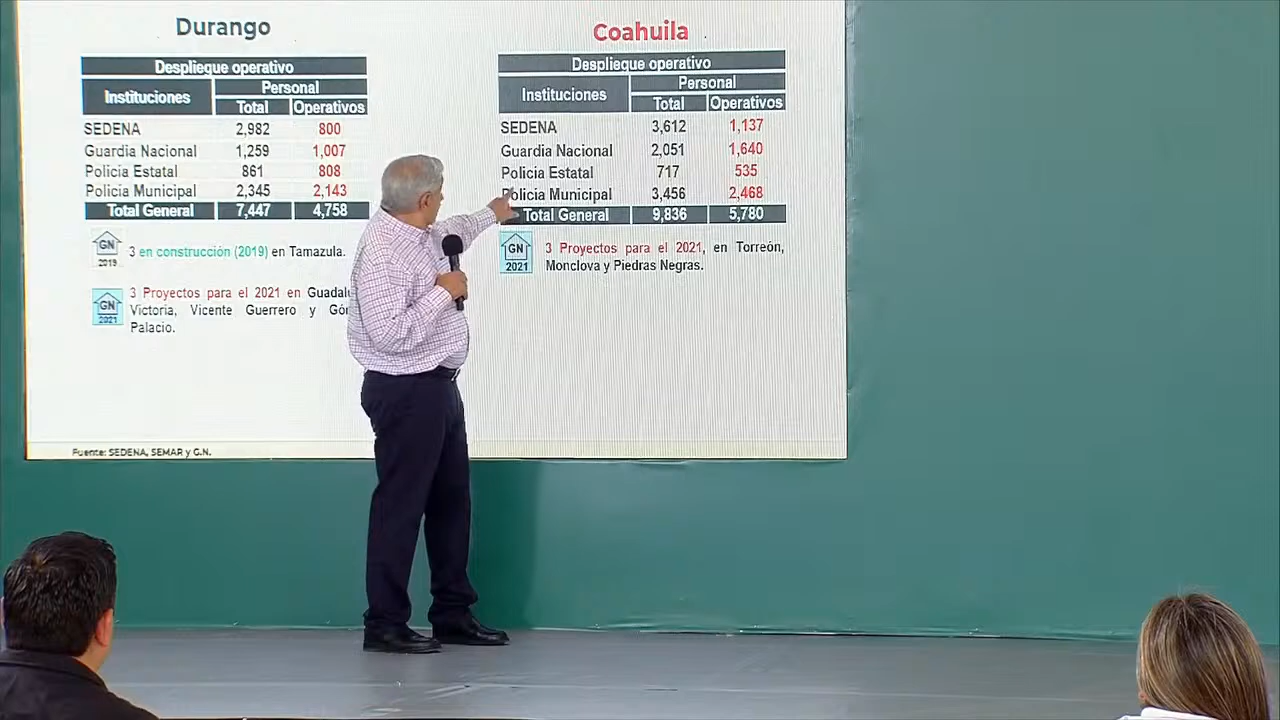 Durango
Despliegue operativo
Instituciones
Personal
Total Operativos
SEDENA 2,982 800
Guardia Nacional 1,259 1,007
Policia Estatal 861 808
Policia Municipal 2,345 2,143
Total General 7,447 4,758
GN
2019
3 en construcción (2019) en Tamazula.
GN
2021
3 Proyectos para el 2021 en
Victoria, Vicente Guerrero y
Palacio.
Fuente: SEDENA, SEMAR y G.N.
Coahuila
Despliegue operativo
Instituciones
Personal
Total Operativos
SEDENA 3,612 1,137
Guardia Nacional 2,051 1,640
Policia Estatal 717 535
Policia Municipal 3,456 2,468
Total General 9,836 5,780
GN
2021
3 Proyectos para el 2021, en Torreón,
Monclova y Piedras Negras.